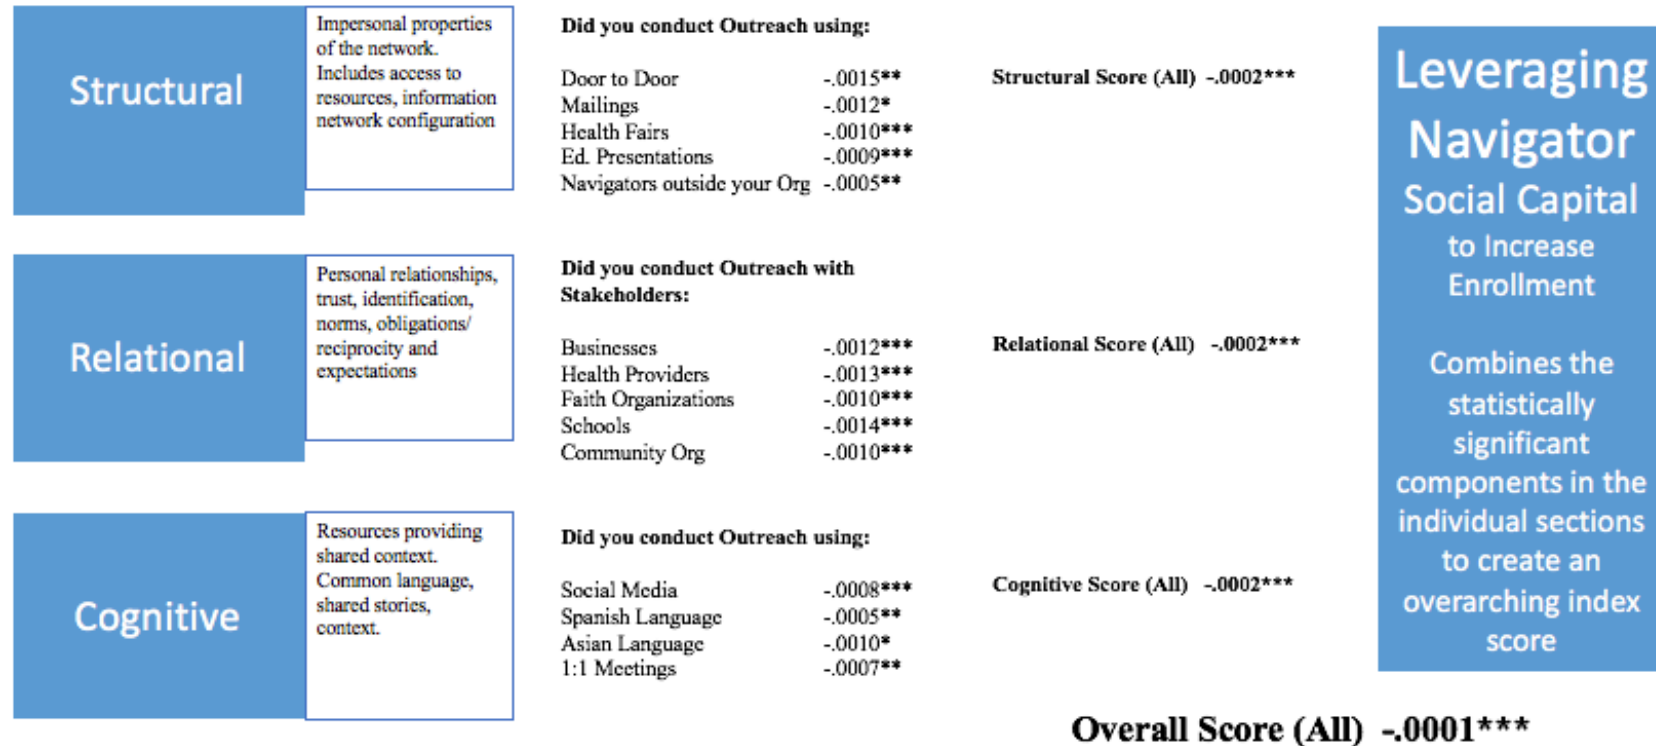 Structural
Impersonal properties
of the network.
Includes access to
resources, information
network configuration
Did you conduct Outreach using:
Door to Door -.0015**
Mailings -.0012*
Health Fairs -.0010***
Ed. Presentations -.0009***
Navigators outside your Org -.0005**
Structural Score (All) -.0002***
Relational
Personal relationships,
trust, identification,
norms, obligations/
reciprocity and
expectations
Did you conduct Outreach with
Stakeholders:
Businesses -.0012***
Health Providers -.0013***
Faith Organizations -.0010***
Schools -.0014***
Community Org -.0010***
Relational Score (All) -.0002***
Cognitive
Resources providing
shared context.
Common language,
shared stories,
context.
Did you conduct Outreach using:
Social Media -.0008***
Spanish Language -.0005**
Asian Language -.0010*
1:1 Meetings -.0007**
Cognitive Score (All) -.0002***
Leveraging
Navigator
Social Capital
to Increase
Enrollment
Combines the
statistically
significant
components in the
individual sections
to create an
overarching index
score
Overall Score (All) -.0001***